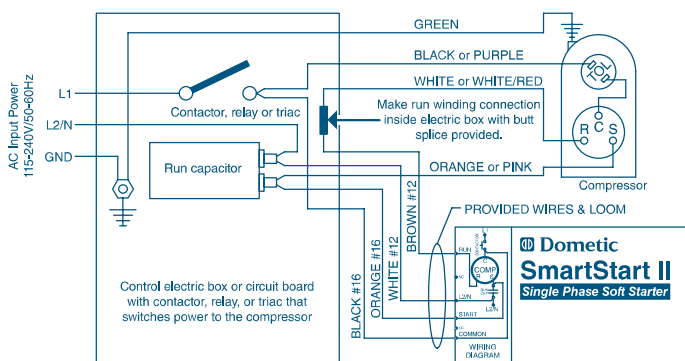 GREEN
BLACK or PURPLE
WHITE or WHITE/RED
AC Input Power
115-240V/50-60Hz
L1
L2/N
GND
Contactor, relay or triac
Make run winding connection
inside electric box with butt
splice provided.
Run capacitor
L
R
C
S
Compressor
ORANGE or PINK
PROVIDED WIRES & LOOM
BLACK #16
ORANGE #16
WHITE #12
BROWN #12
Control electric box or circuit board
with contactor, relay, or triac that
switches power to the compressor
RUN
NC
L2/N
START
NC
COMMON
L1
C
R
S
COMP
L2/N
WIRING
DIAGRAM
Dometic
SmartStart II
Single Phase Soft Starter